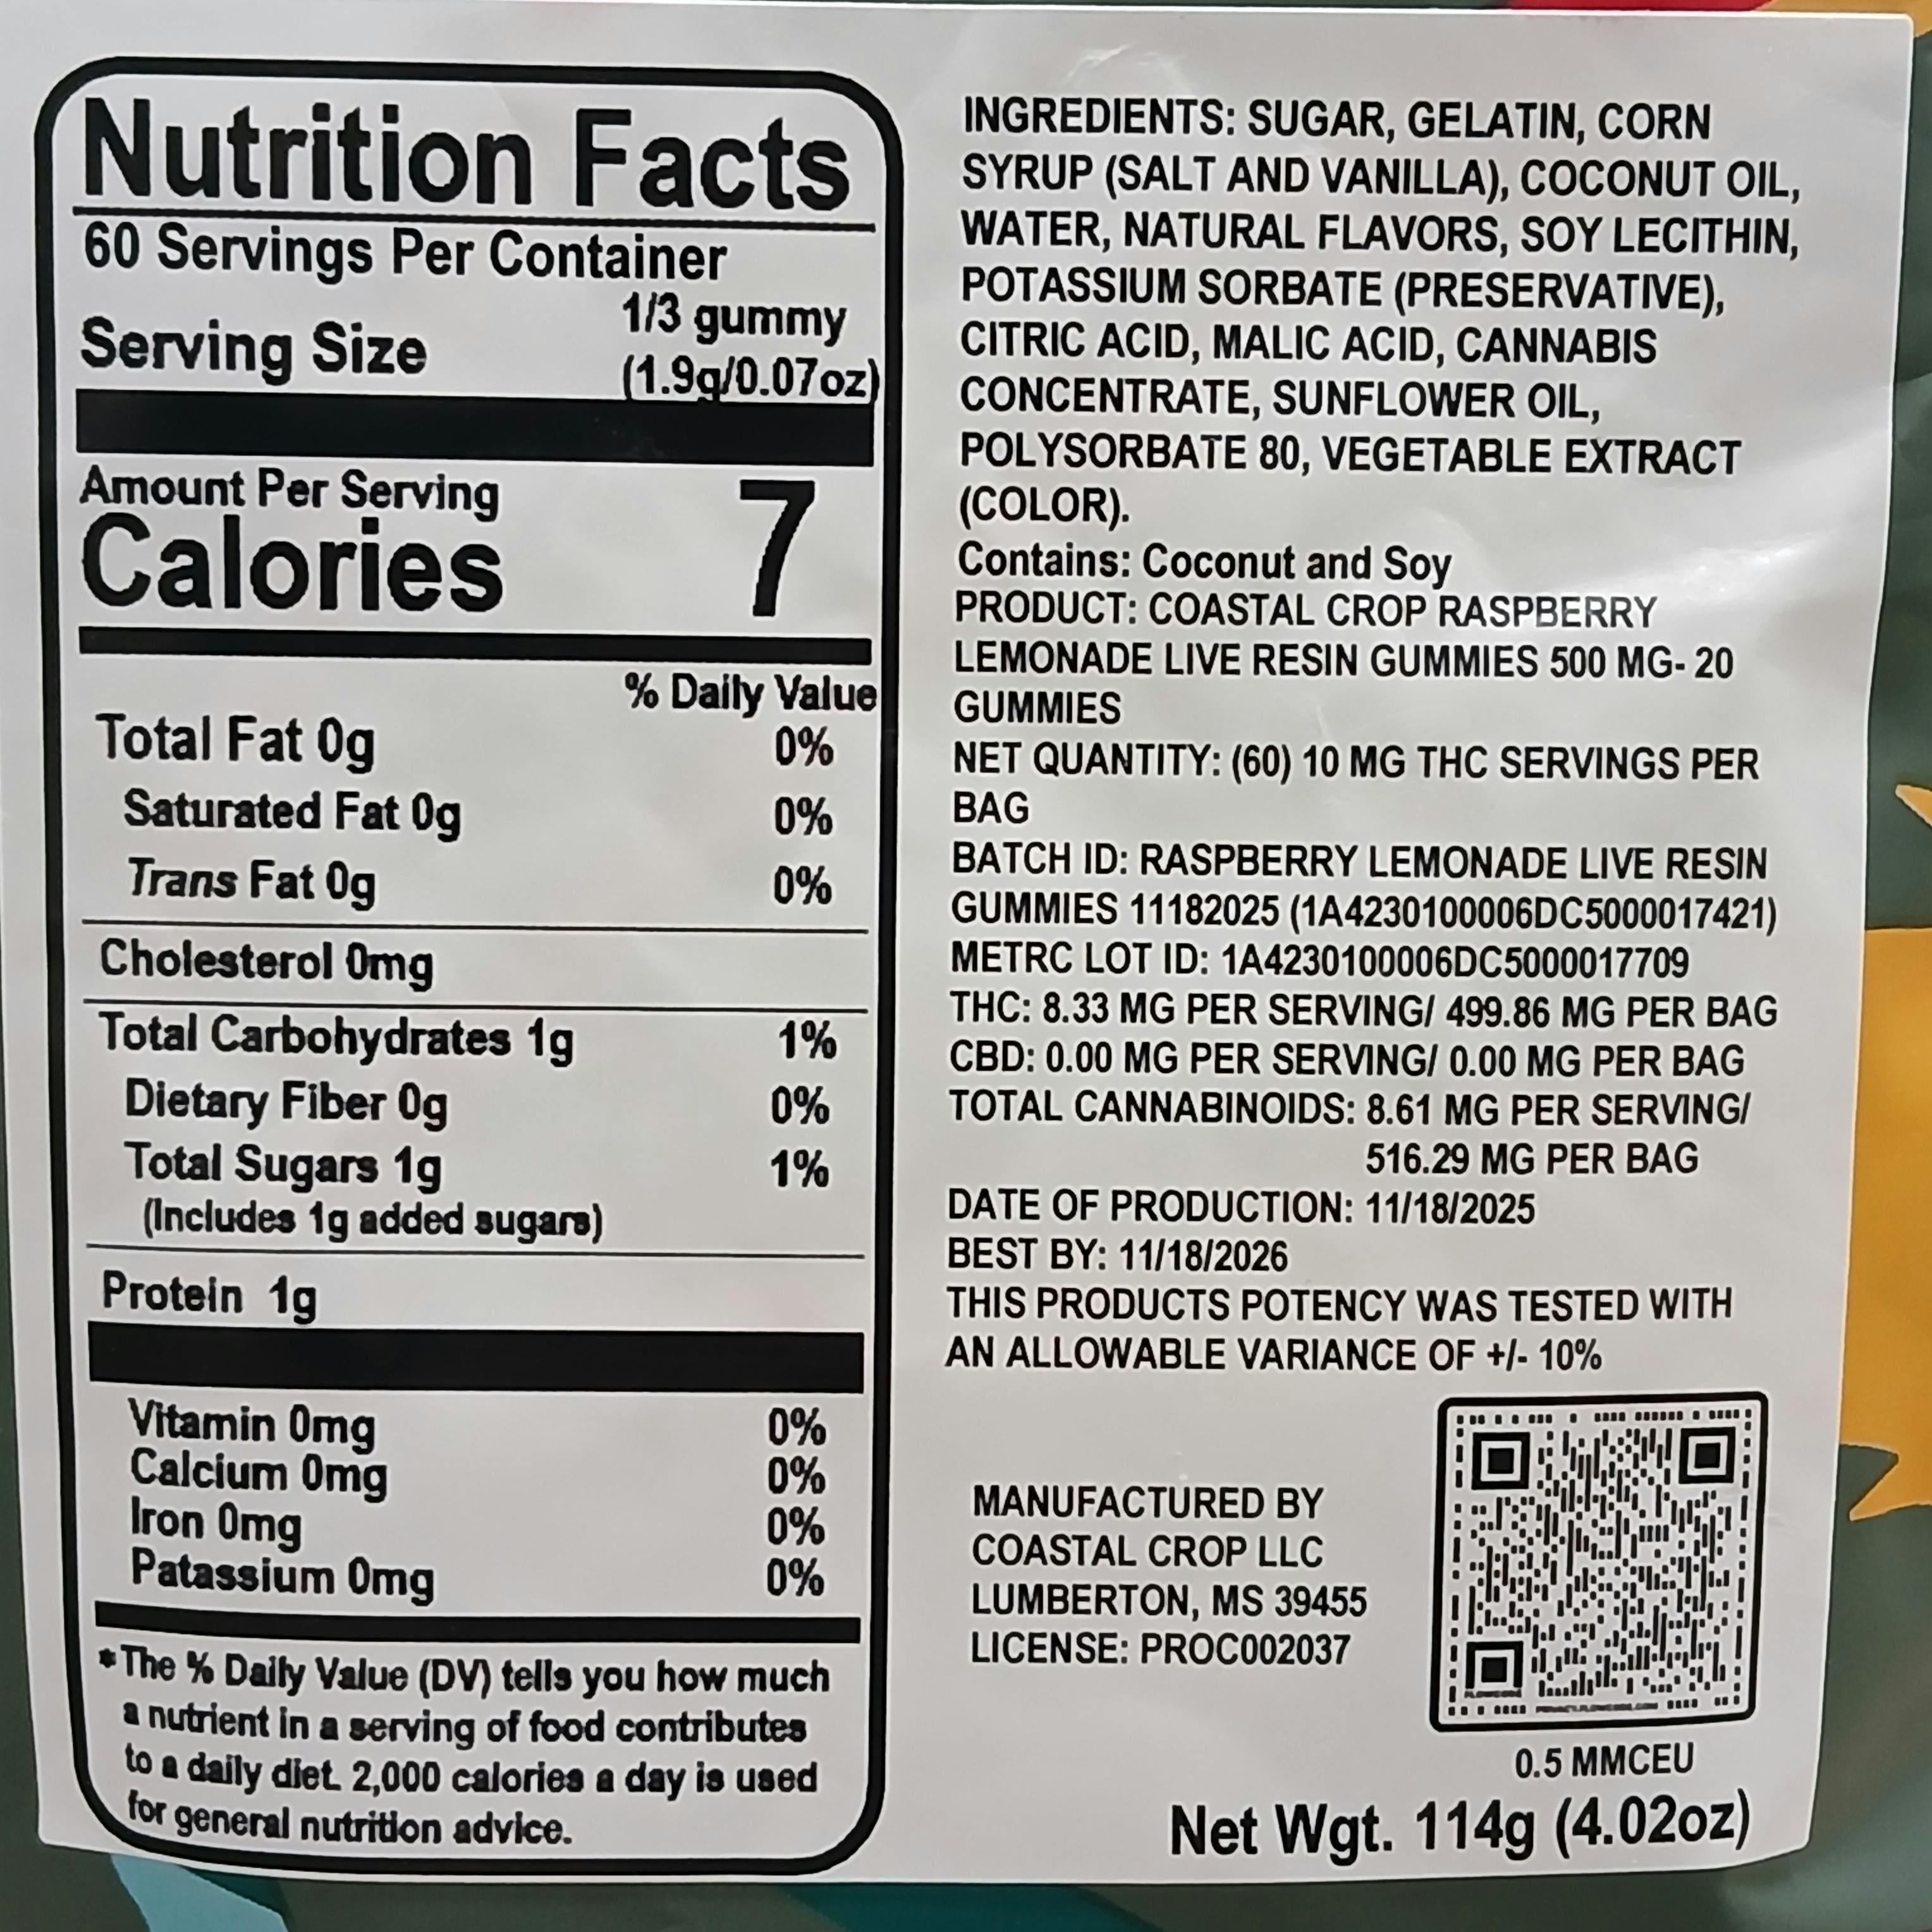 Nutrition Facts
60 Servings Per Container
Serving Size
1/3 gummy
(1.9g/0.07oz)
Amount Per Serving
Calories 7
% Daily Value
Total Fat 0g 0%
Saturated Fat 0g 0%
Trans Fat 0g 0%
Cholesterol 0mg
Total Carbohydrates 1g 1%
Dietary Fiber 0g 0%
Total Sugars 1g 1%
(Includes 1g added sugars)
Protein 1g
Vitamin 0mg 0%
Calcium 0mg 0%
Iron 0mg 0%
Patassium 0mg 0%
*The % Daily Value (DV) tells you how much
a nutrient in a serving of food contributes
to a daily diet. 2,000 calories a day is used
for general nutrition advice.
INGREDIENTS: SUGAR, GELATIN, CORN
SYRUP (SALT AND VANILLA), COCONUT OIL,
WATER, NATURAL FLAVORS, SOY LECITHIN,
POTASSIUM SORBATE (PRESERVATIVE),
CITRIC ACID, MALIC ACID, CANNABIS
CONCENTRATE, SUNFLOWER OIL,
POLYSORBATE 80, VEGETABLE EXTRACT
(COLOR).
Contains: Coconut and Soy
PRODUCT: COASTAL CROP RASPBERRY
LEMONADE LIVE RESIN GUMMIES 500 MG- 20
GUMMIES
NET QUANTITY: (60) 10 MG THC SERVINGS PER
BAG
BATCH ID: RASPBERRY LEMONADE LIVE RESIN
GUMMIES 11182025 (1A4230100006DC5000017421)
METRC LOT ID: 1A4230100006DC5000017709
THC: 8.33 MG PER SERVING/ 499.86 MG PER BAG
CBD: 0.00 MG PER SERVING/ 0.00 MG PER BAG
TOTAL CANNABINOIDS: 8.61 MG PER SERVING/
516.29 MG PER BAG
DATE OF PRODUCTION: 11/18/2025
BEST BY: 11/18/2026
THIS PRODUCTS POTENCY WAS TESTED WITH
AN ALLOWABLE VARIANCE OF +/- 10%
MANUFACTURED BY
COASTAL CROP LLC
LUMBERTON, MS 39455
LICENSE: PROC002037
FLOWCODE
PRIVACY.FLOWCODE.COM
0.5 MMCEU
Net Wgt. 114g (4.02oz)